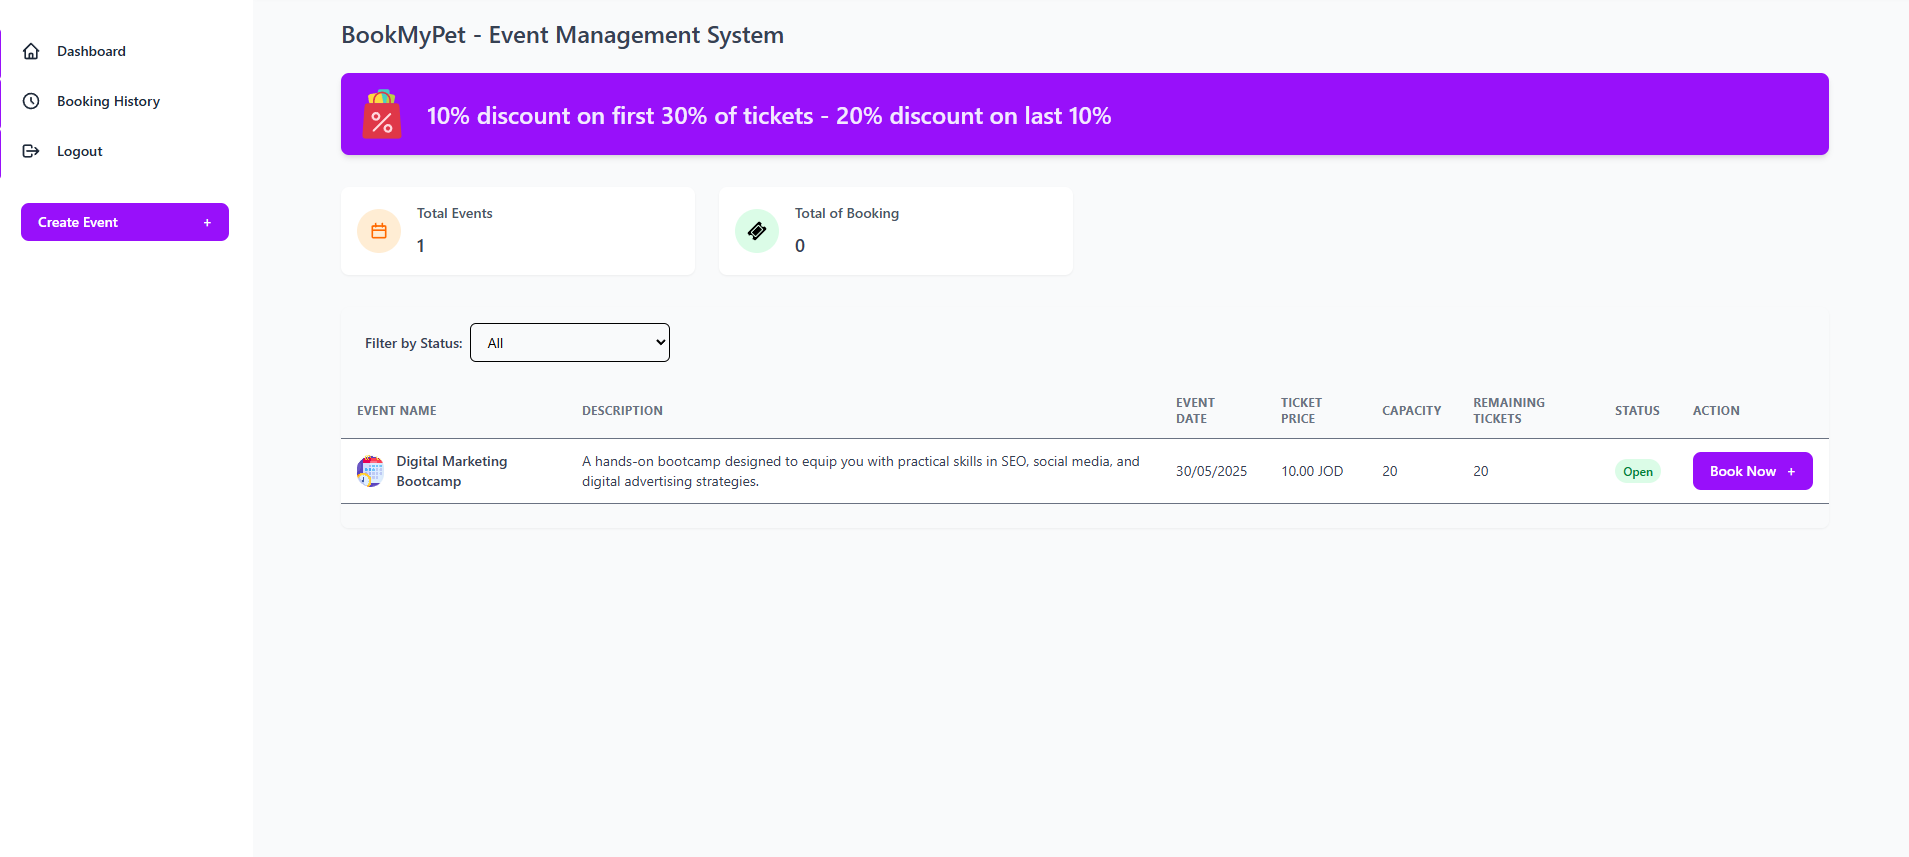 Dashboard
Booking History
Logout
Create Event +
BookMyPet - Event Management System
10% discount on first 30% of tickets - 20% discount on last 10%
Total Events
1
Total of Booking
0
Filter by Status: All
EVENT NAME DESCRIPTION EVENT DATE TICKET PRICE CAPACITY REMAINING TICKETS STATUS ACTION
Digital Marketing Bootcamp
A hands-on bootcamp designed to equip you with practical skills in SEO, social media, and
digital advertising strategies.
30/05/2025 10.00 JOD 20 20 Open Book Now +